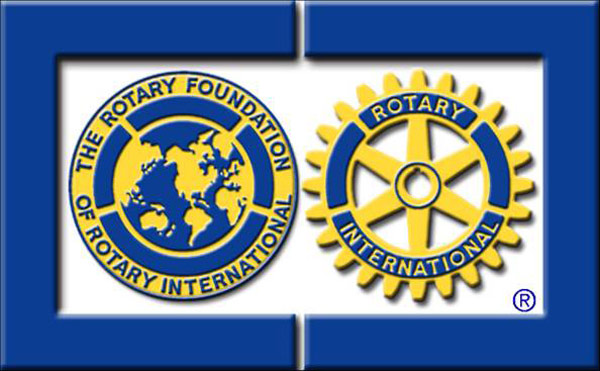 THE ROTARY FOUNDATION
OF ROTARY INTERNATIONAL
ROTARY
INTERNATIONAL
®